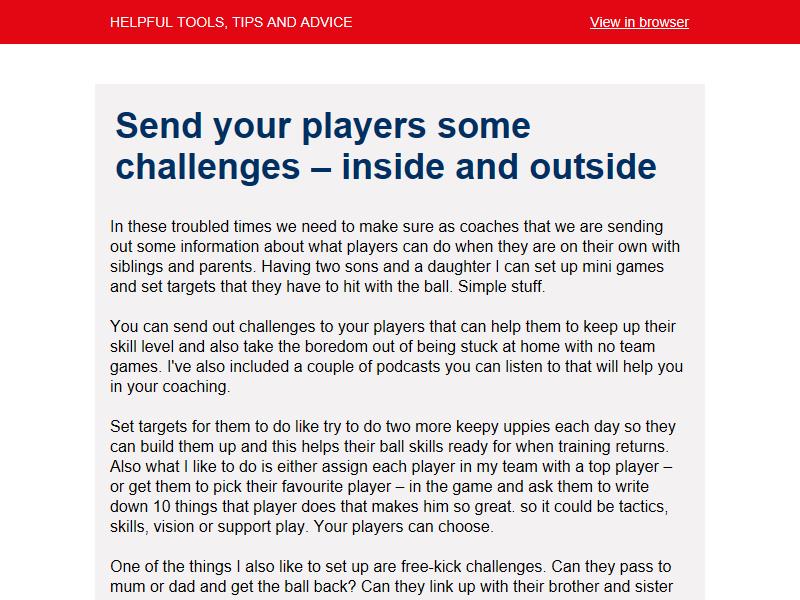 HELPFUL TOOLS, TIPS AND ADVICE
View in browser
Send your players some
challenges – inside and outside
In these troubled times we need to make sure as coaches that we are sending
out some information about what players can do when they are on their own with
siblings and parents. Having two sons and a daughter I can set up mini games
and set targets that they have to hit with the ball. Simple stuff.
You can send out challenges to your players that can help them to keep up their
skill level and also take the boredom out of being stuck at home with no team
games. I've also included a couple of podcasts you can listen to that will help you
in your coaching.
Set targets for them to do like try to do two more keepy uppies each day so they
can build them up and this helps their ball skills ready for when training returns.
Also what I like to do is either assign each player in my team with a top player –
or get them to pick their favourite player – in the game and ask them to write
down 10 things that player does that makes him so great. so it could be tactics,
skills, vision or support play. Your players can choose.
One of the things I also like to set up are free-kick challenges. Can they pass to
mum or dad and get the ball back? Can they link up with their brother and sister